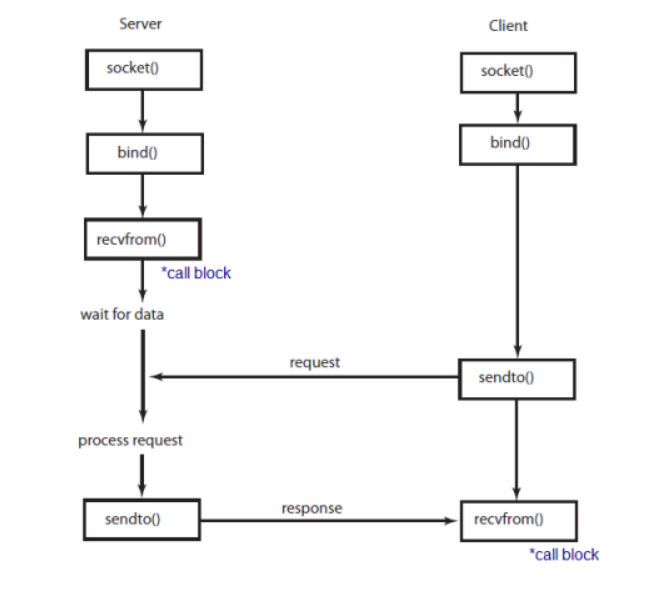 Server
Client
socket()
socket()
bind()
bind()
recvfrom()
*call block
wait for data
request
sendto()
process request
sendto()
response
recvfrom()
*call block